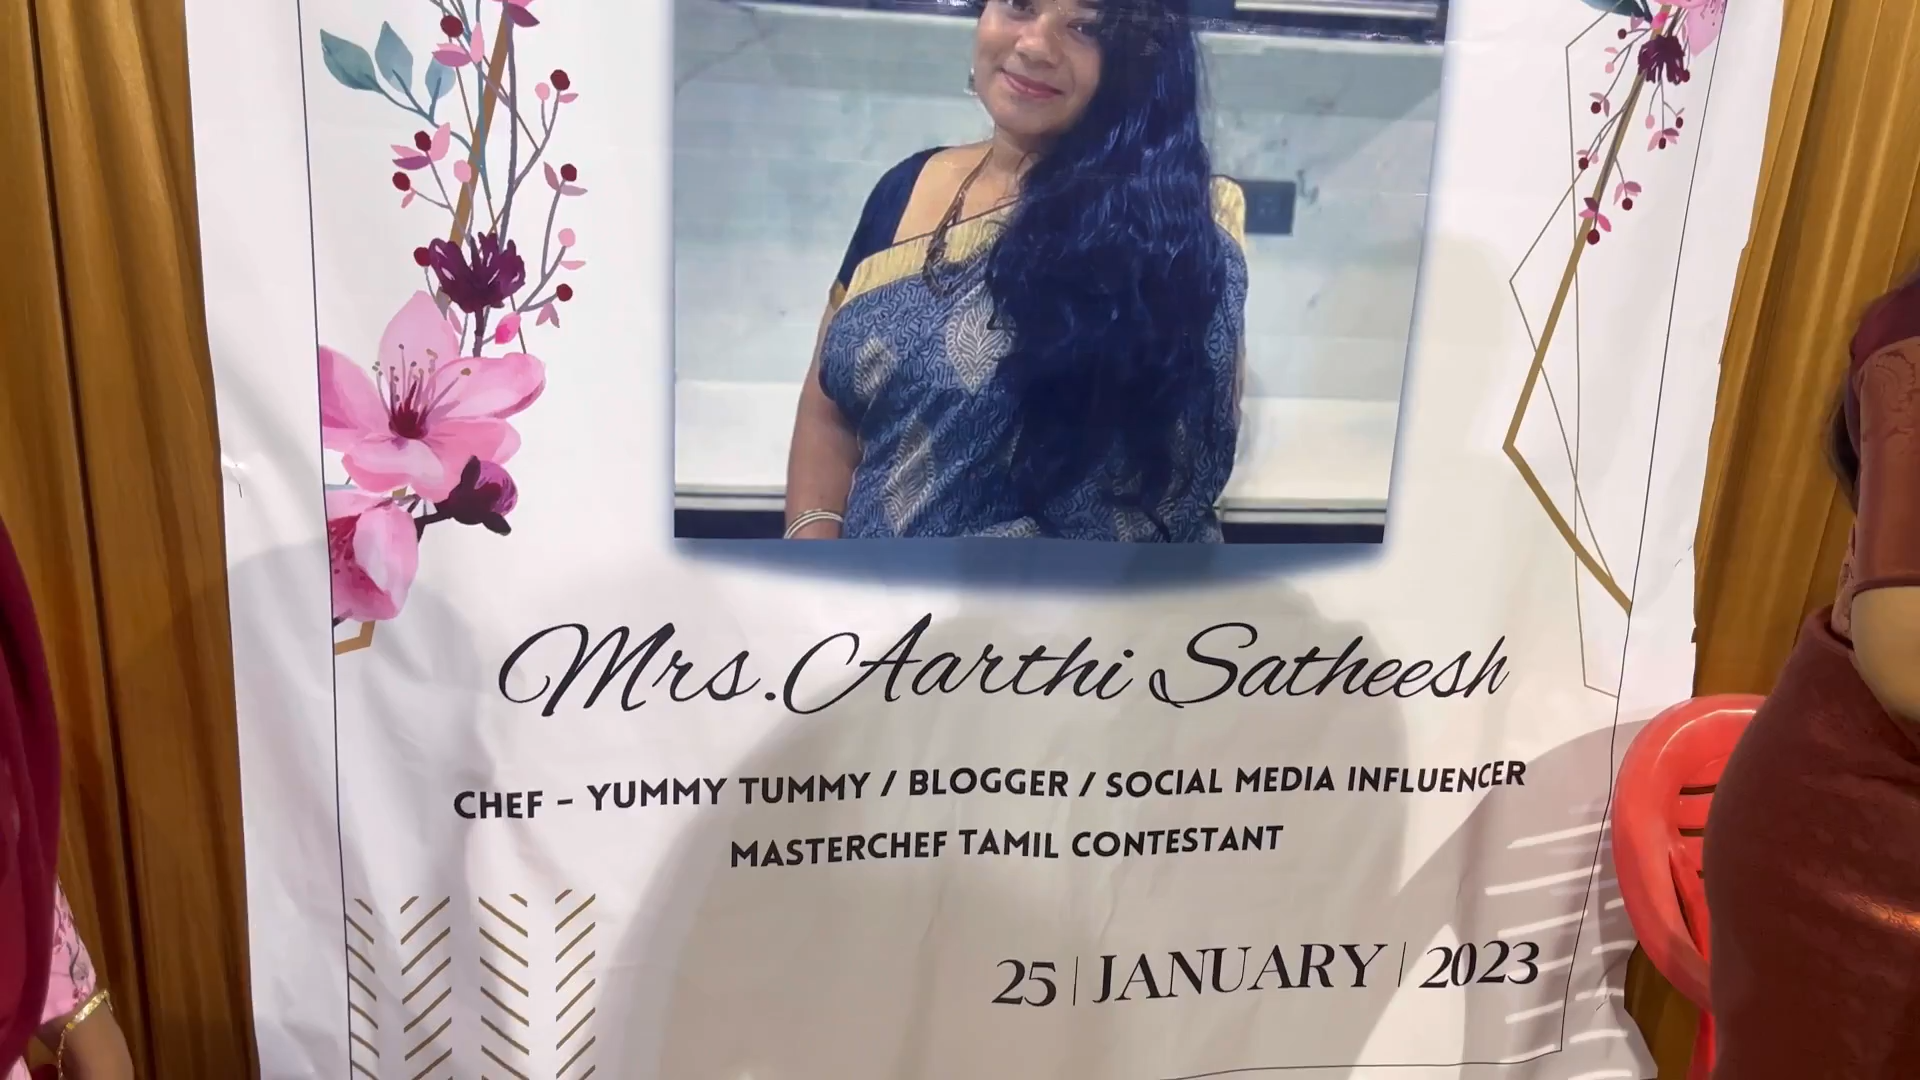 Mrs.Aarthi Satheesh
CHEF - YUMMY TUMMY / BLOGGER / SOCIAL MEDIA INFLUENCER
MASTERCHEF TAMIL CONTESTANT
25 | JANUARY | 2023